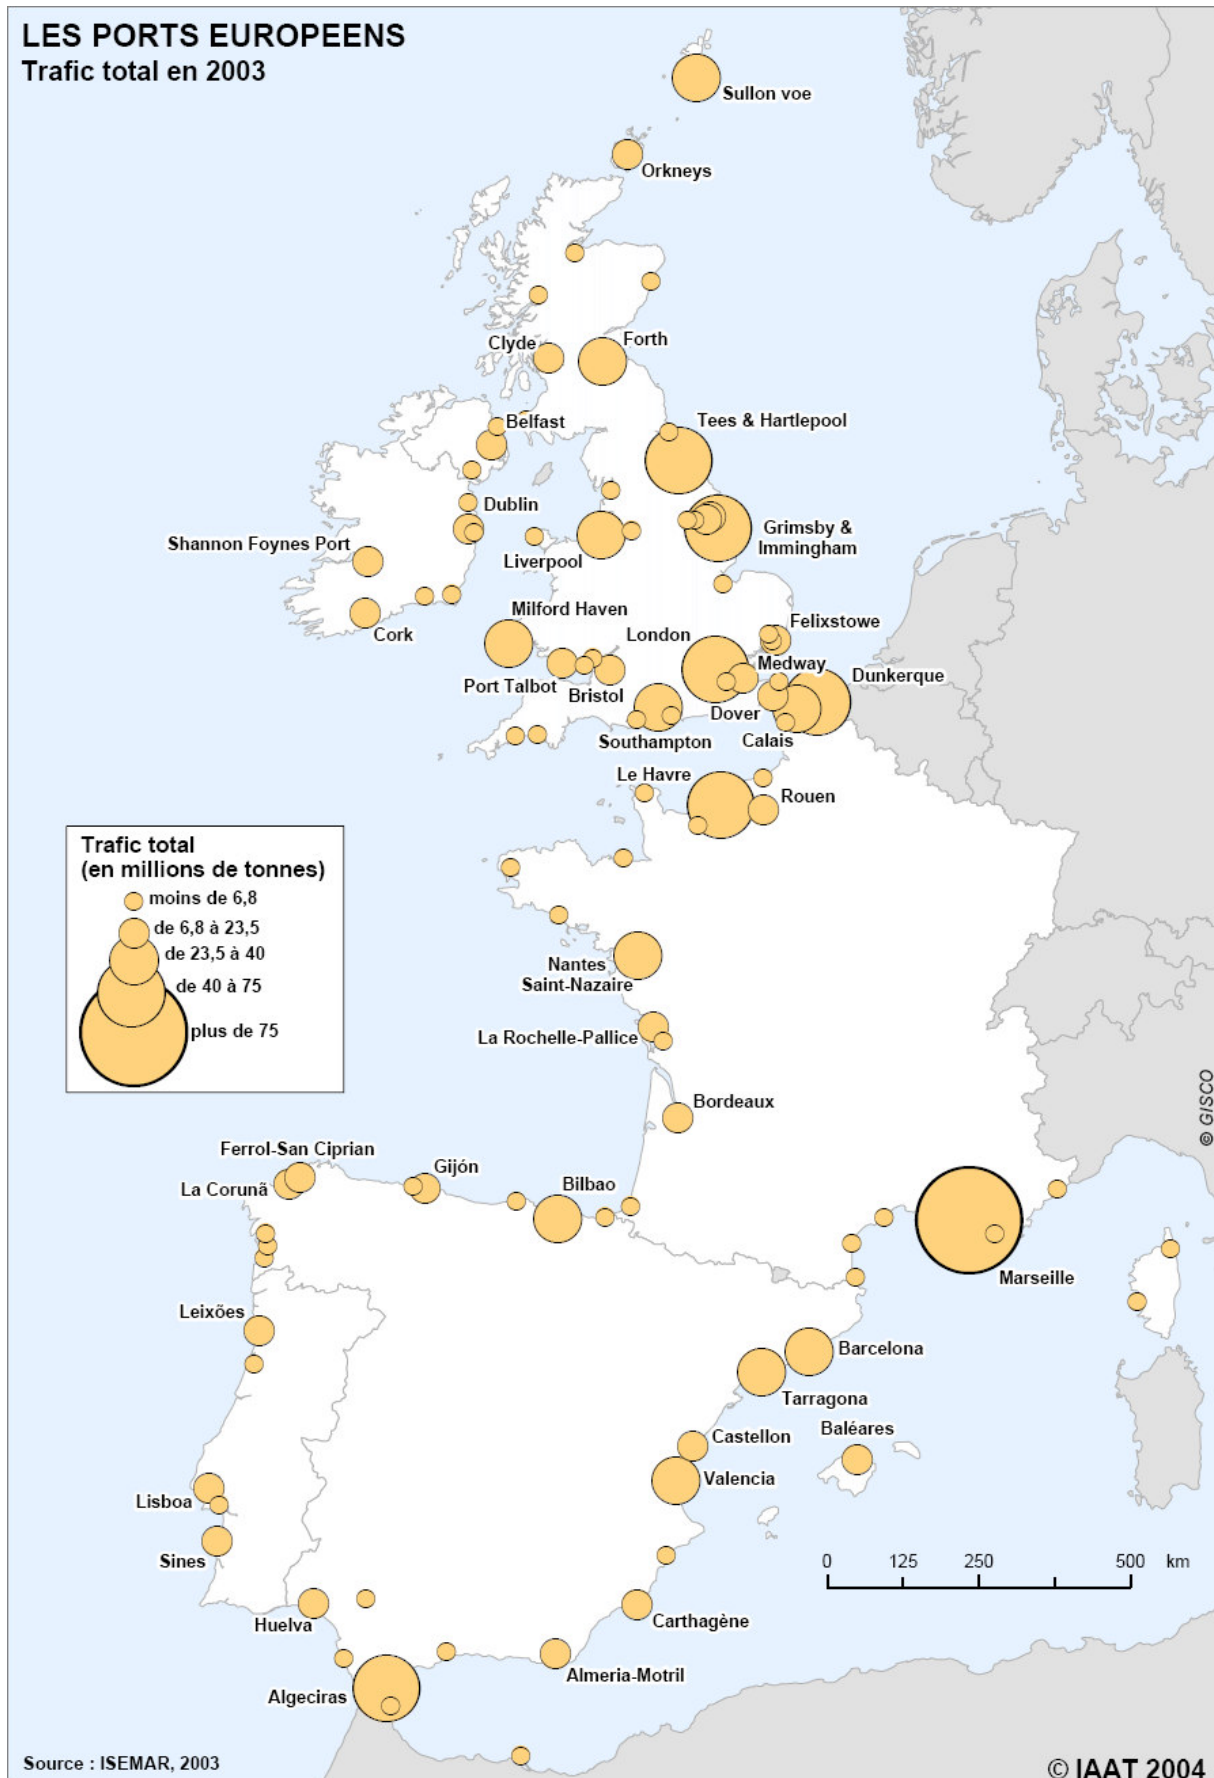 LES PORTS EUROPEENS
Trafic total en 2003
Sullon voe
Orkneys
Clyde
Forth
Belfast
Tees & Hartlepool
Dublin
Shannon Foynes Port
Liverpool
Grimsby &
Immingham
Cork
Milford Haven
London
Felixstowe
Medway
Port Talbot
Bristol
Dunkerque
Dover
Southampton
Calais
Le Havre
Rouen
Trafic total
(en millions de tonnes)
moins de 6,8
de 6,8 à 23,5
de 23,5 à 40
de 40 à 75
plus de 75
Nantes
Saint-Nazaire
La Rochelle-Pallice
Bordeaux
© GISCO
Ferrol-San Ciprian
La Corunã
Gijón
Bilbao
Marseille
Leixões
Barcelona
Tarragona
Baléares
Castellon
Valencia
Lisboa
Sines
0 125 250 500 km
Huelva
Carthagène
Almeria-Motril
Algeciras
Source : ISEMAR, 2003
© IAAT 2004